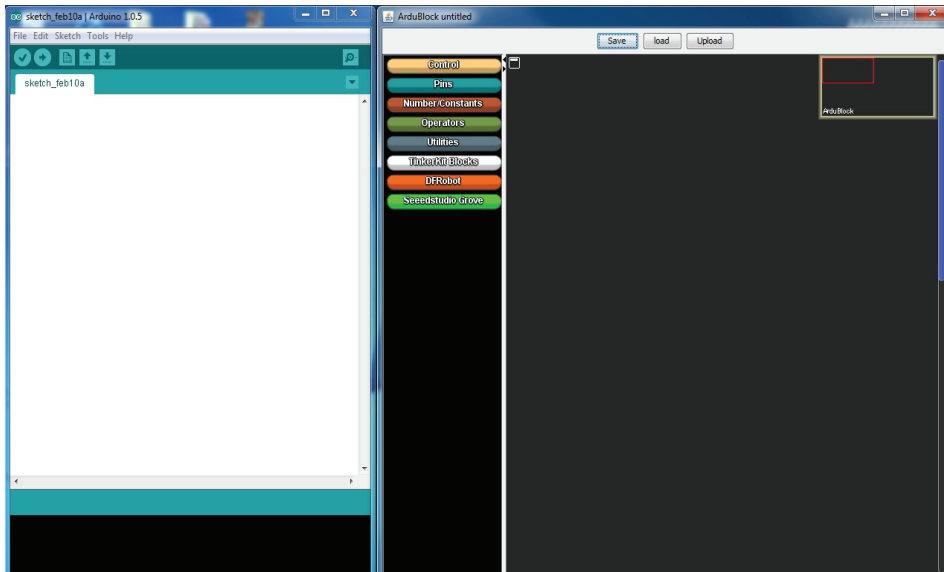 sketch_feb10a | Arduino 1.0.5
File Edit Sketch Tools Help
sketch_feb10a
ArduBlock untitled
Save load Upload
Control
Pins
Number/Constants
Operators
Utilities
TinkerKit Blocks
DFRobot
Seeedstudio Grove
ArduBlock